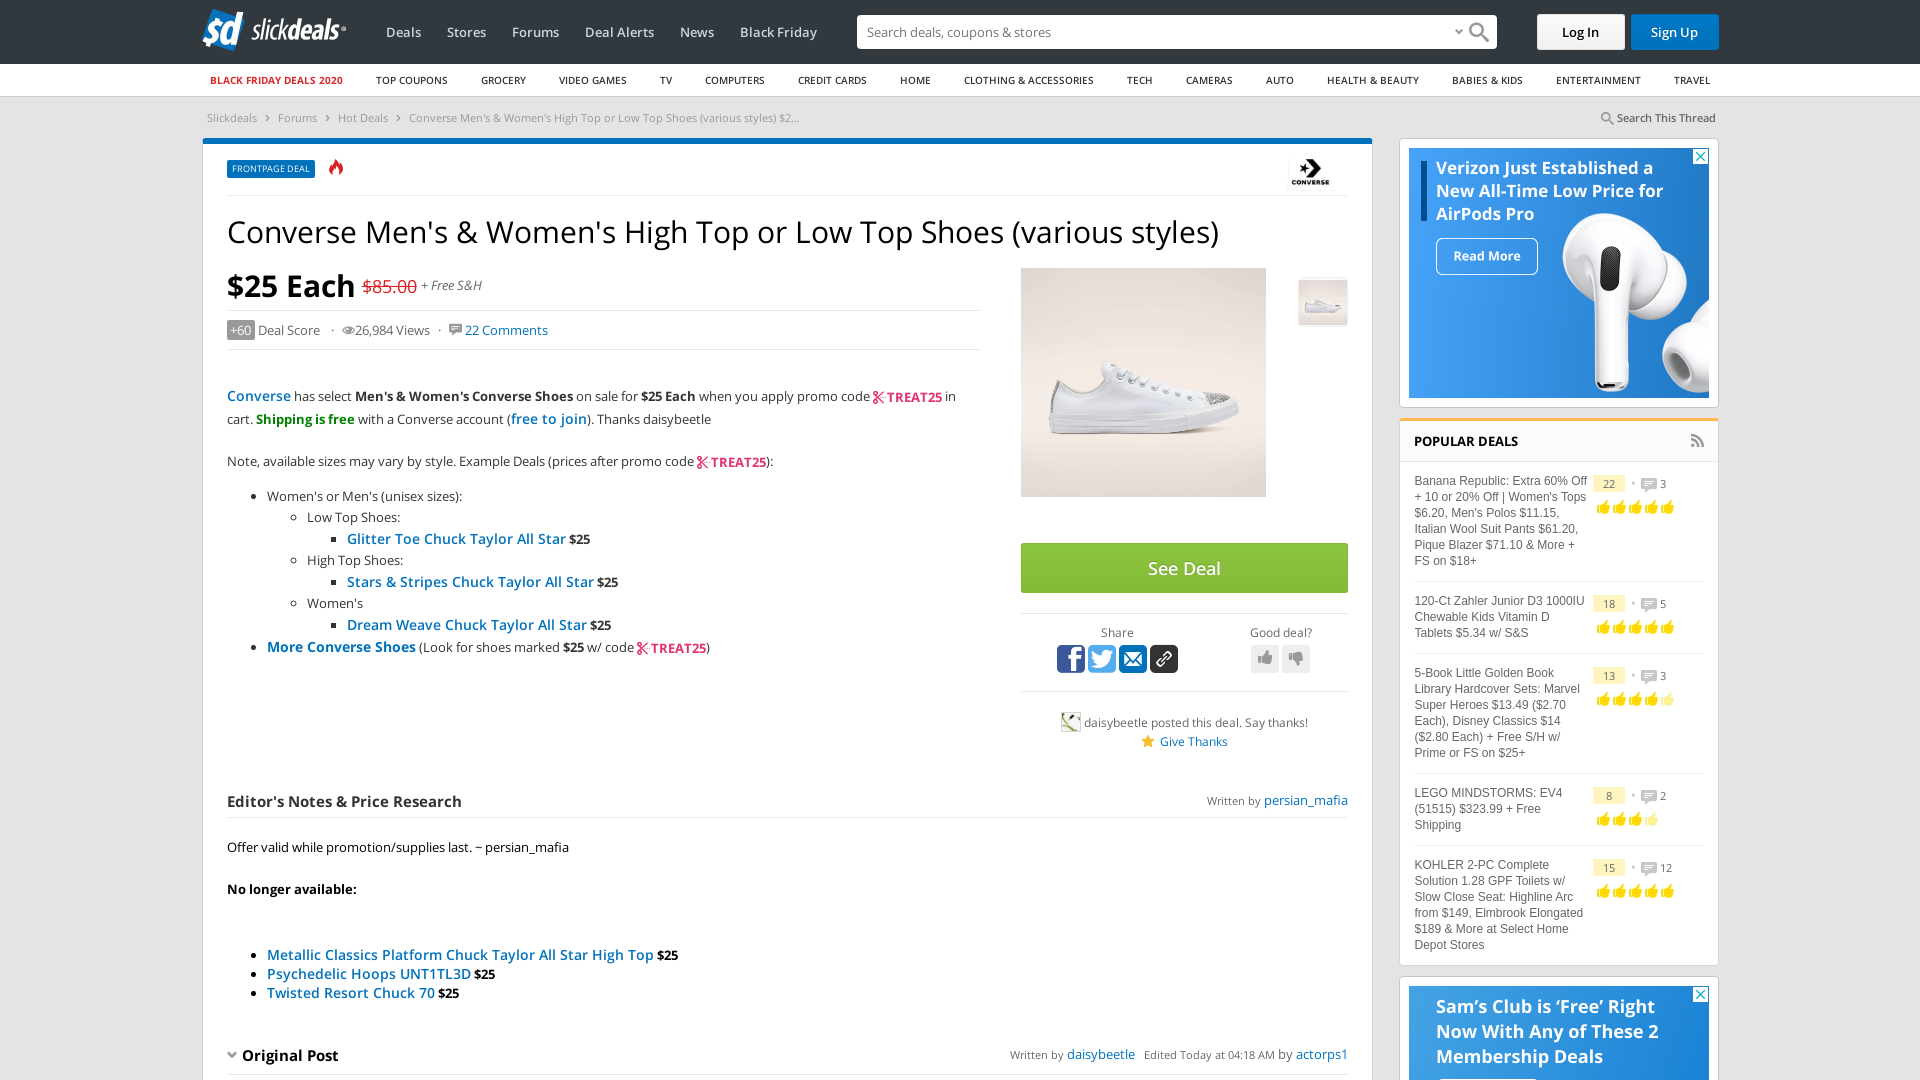 sd slickdeals
Deals
Stores
Forums
Deal Alerts
News
Black Friday
Search deals, coupons & scores
Log In
Sign Up
BLACK FRIDAY DEALS 2020
TOP COUPONS
GROCERY
VIDEO GAMES
TV
COMPUTERS
CREDIT CARDS
HOME
CLOTHING & ACCESSORIES
TECH
CAMERAS
AUTO
HEALTH & BEAUTY
BABIES & KIDS
ENTERTAINMENT
TRAVEL
Slickdeals › Forums › Hot Deals › Converse Men's & Women's High Top or Low Top Shoes (various styles) $2...
Search This Thread
FRONTPAGE DEAL
CONVERSE
Converse Men's & Women's High Top or Low Top Shoes (various styles)
$25 Each $85.00 + Free S&H
+60 Deal Score · 26,984 Views · 22 Comments
Converse has select Men's & Women's Converse Shoes on sale for $25 Each when you apply promo code TREAT25 in
cart. Shipping is free with a Converse account (free to join). Thanks daisybeetle
Note, available sizes may vary by style. Example Deals (prices after promo code TREAT25):
Women's or Men's (unisex sizes):
Low Top Shoes:
Glitter Toe Chuck Taylor All Star $25
High Top Shoes:
Stars & Stripes Chuck Taylor All Star $25
Women's
Dream Weave Chuck Taylor All Star $25
More Converse Shoes (Look for shoes marked $25 w/ code TREAT25)
See Deal
Share
Good deal?
daisybeetle posted this deal. Say thanks!
Give Thanks
Editor's Notes & Price Research
Written by persian_mafia
Offer valid while promotion/supplies last. ~ persian_mafia
No longer available:
Metallic Classics Platform Chuck Taylor All Star High Top $25
Psychedelic Hoops UNT1TL3D $25
Twisted Resort Chuck 70 $25
Original Post
Written by daisybeetle Edited Today at 04:18 AM by actorps1
Verizon Just Established a
New All-Time Low Price for
AirPods Pro
Read More
POPULAR DEALS
Banana Republic: Extra 60% Off
+ 10 or 20% Off | Women's Tops
$6.20, Men's Polos $11.15,
Italian Wool Suit Pants $61.20,
Pique Blazer $71.10 & More +
FS on $18+
22 • 3
120-Ct Zahler Junior D3 1000IU
Chewable Kids Vitamin D
Tablets $5.34 w/ S&S
18 • 5
5-Book Little Golden Book
Library Hardcover Sets: Marvel
Super Heroes $13.49 ($2.70
Each), Disney Classics $14
($2.80 Each) + Free S/H w/
Prime or FS on $25+
13 • 3
LEGO MINDSTORMS: EV4
(51515) $323.99 + Free
Shipping
8 • 2
KOHLER 2-PC Complete
Solution 1.28 GPF Toilets w/
Slow Close Seat: Highline Arc
from $149, Elmbrook Elongated
$189 & More at Select Home
Depot Stores
15 • 12
Sam's Club is 'Free' Right
Now With Any of These 2
Membership Deals